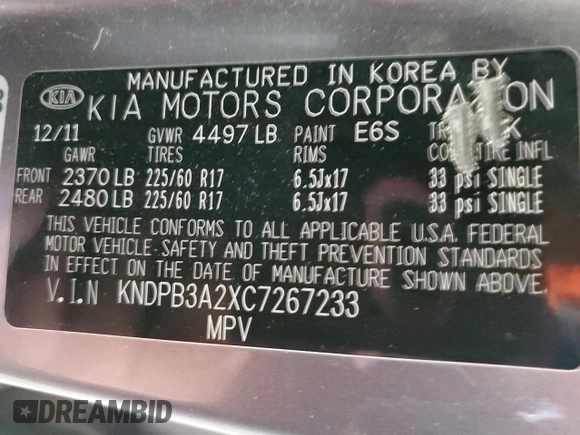 MANUFACTURED IN KOREA BY
KIA KIA MOTORS CORPORATION
12/11 GVWR 4497 LB PAINT E6S
GAWR TIRES RIMS TIRE INFL
FRONT 2370 LB 225/60 R17 6.5Jx17 33 psi SINGLE
REAR 2480 LB 225/60 R17 6.5Jx17 33 psi SINGLE
THIS VEHICLE CONFORMS TO ALL APPLICABLE U.S.A. FEDERAL
MOTOR VEHICLE SAFETY AND THEFT PREVENTION STANDARDS
IN EFFECT ON THE DATE OF MANUFACTURE SHOWN ABOVE.
V.I.N KNDPB3A2XC7267233
MPV
DREAMBID